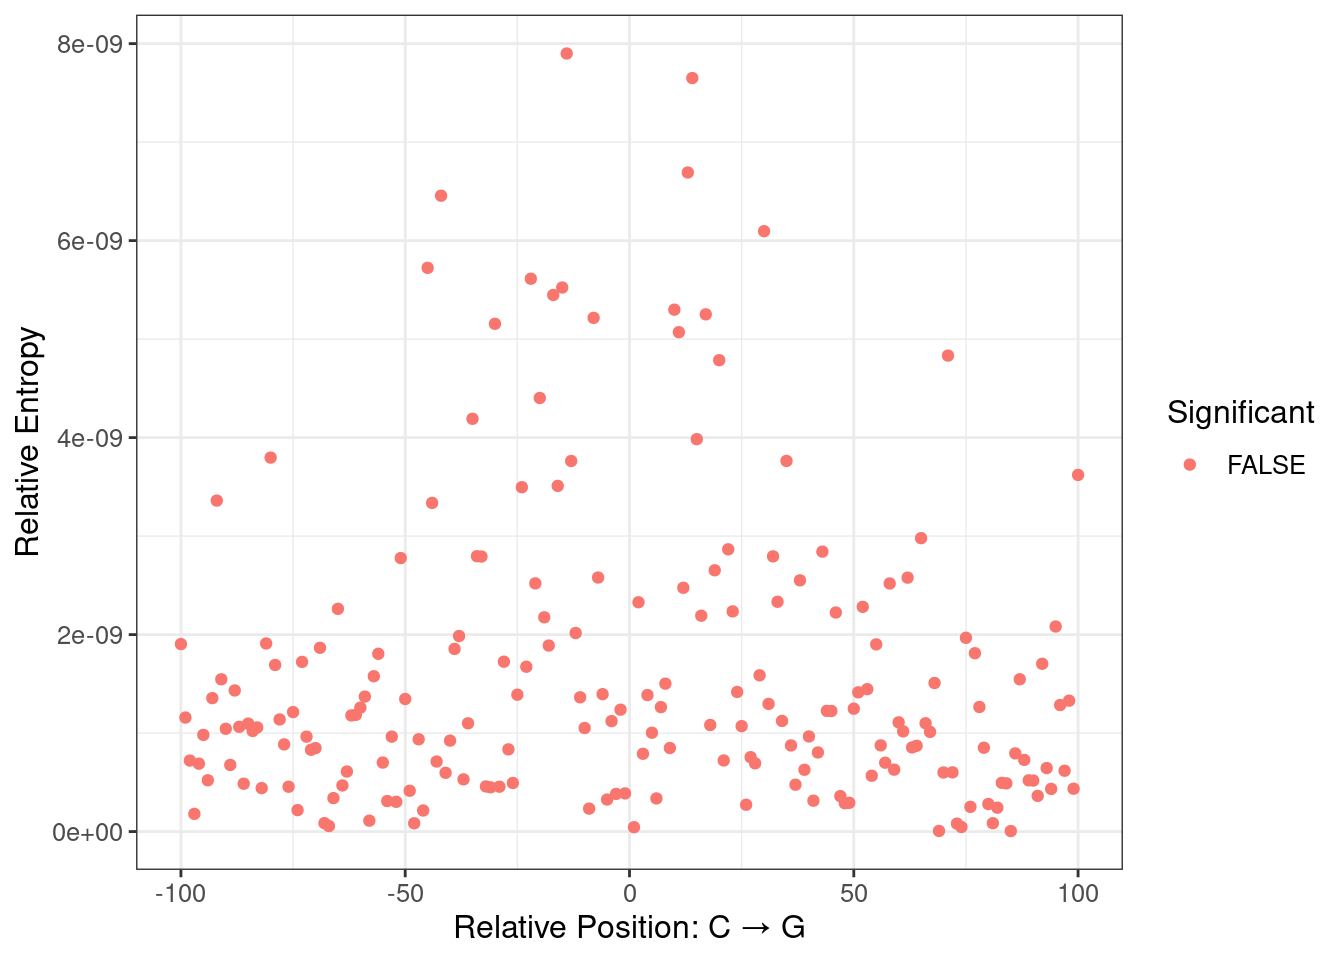 8e-09
6e-09
4e-09
2e-09
0e+00
Relative Entropy
-100
-50
0
50
100
Relative Position: C → G
Significant
FALSE